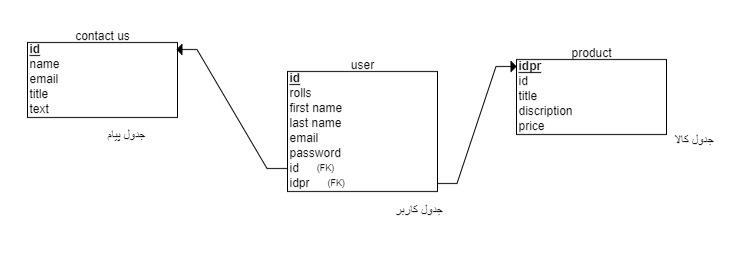 contact us
id
name
email
title
text
جدول پیام
user
id
rolls
first name
last name
email
password
id (FK)
idpr (FK)
جدول کاربر
product
idpr
id
title
discription
price
جدول کالا